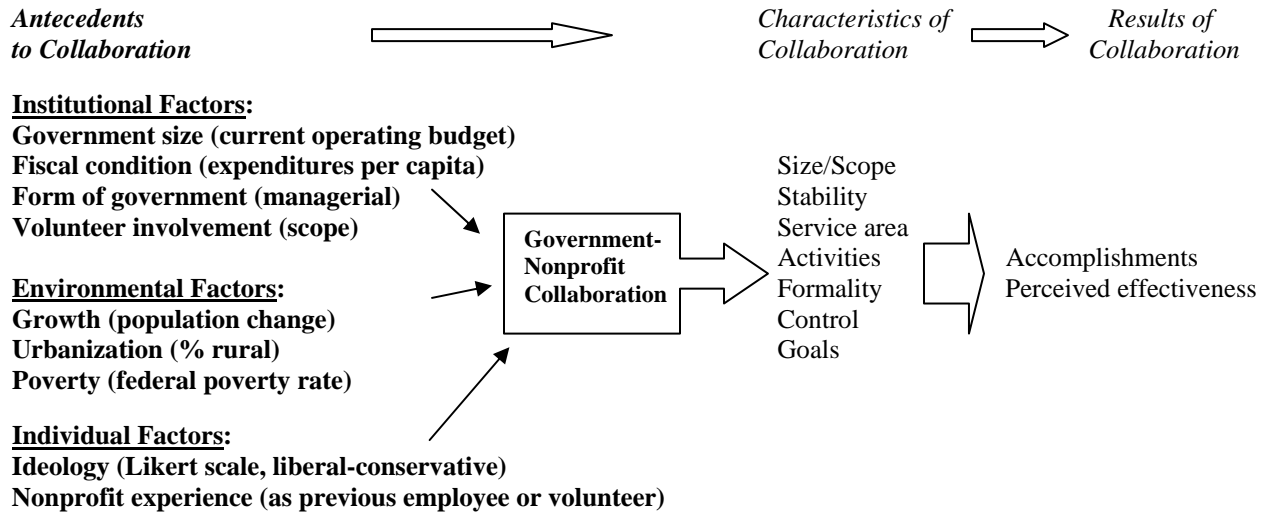 Antecedents
to Collaboration
Characteristics of
Collaboration
Results of
Collaboration
Institutional Factors:
Government size (current operating budget)
Fiscal condition (expenditures per capita)
Form of government (managerial)
Volunteer involvement (scope)
Environmental Factors:
Growth (population change)
Urbanization (% rural)
Poverty (federal poverty rate)
Individual Factors:
Ideology (Likert scale, liberal-conservative)
Nonprofit experience (as previous employee or volunteer)
Government-
Nonprofit
Collaboration
Size/Scope
Stability
Service area
Activities
Formality
Control
Goals
Accomplishments
Perceived effectiveness